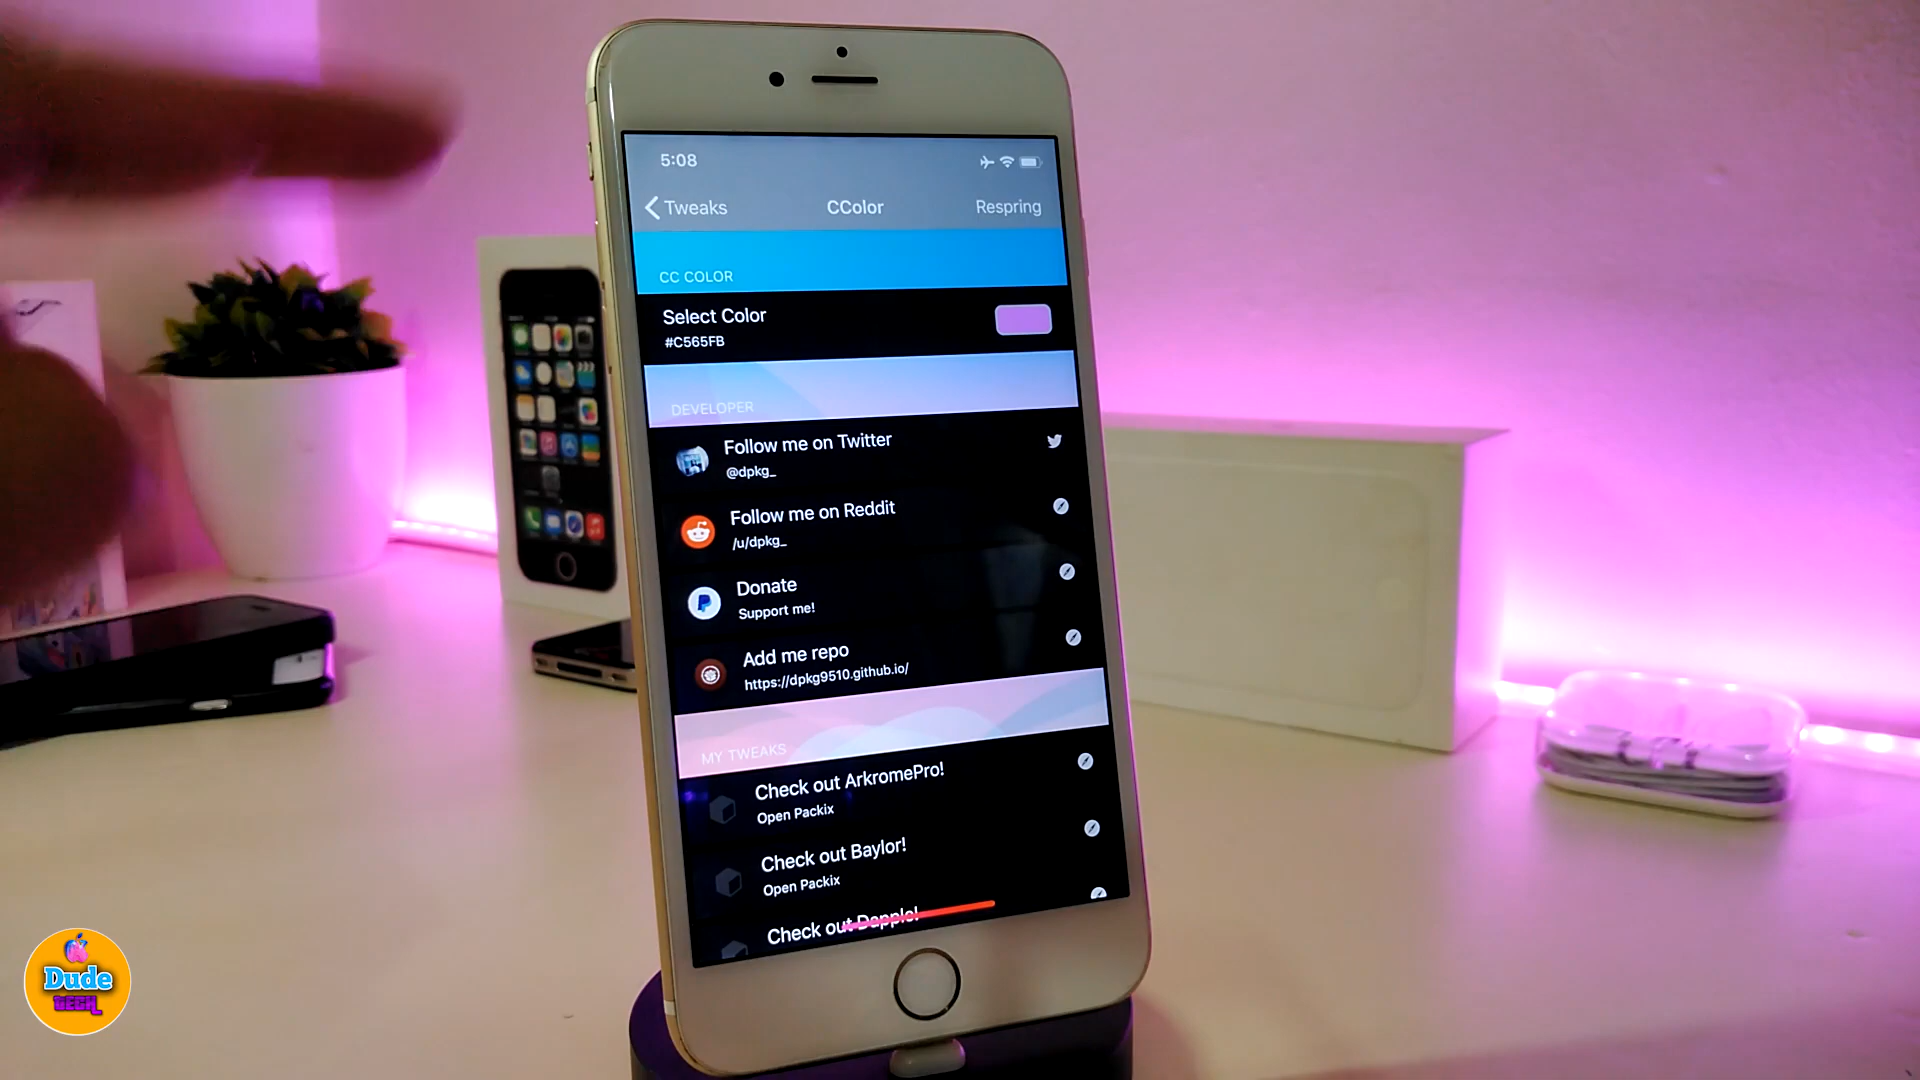 5:08
Tweaks
CColor
Respring
CC COLOR
Select Color
#C565FB
DEVELOPER
Follow me on Twitter
@dpkg_
Follow me on Reddit
/u/dpkg_
Donate
Support me!
Add me repo
https://dpkg9510.github.io/
MY TWEAKS
Check out ArkromePro!
Open Packix
Check out Baylor!
Open Packix
Check out Dapple!
Dude
TECH